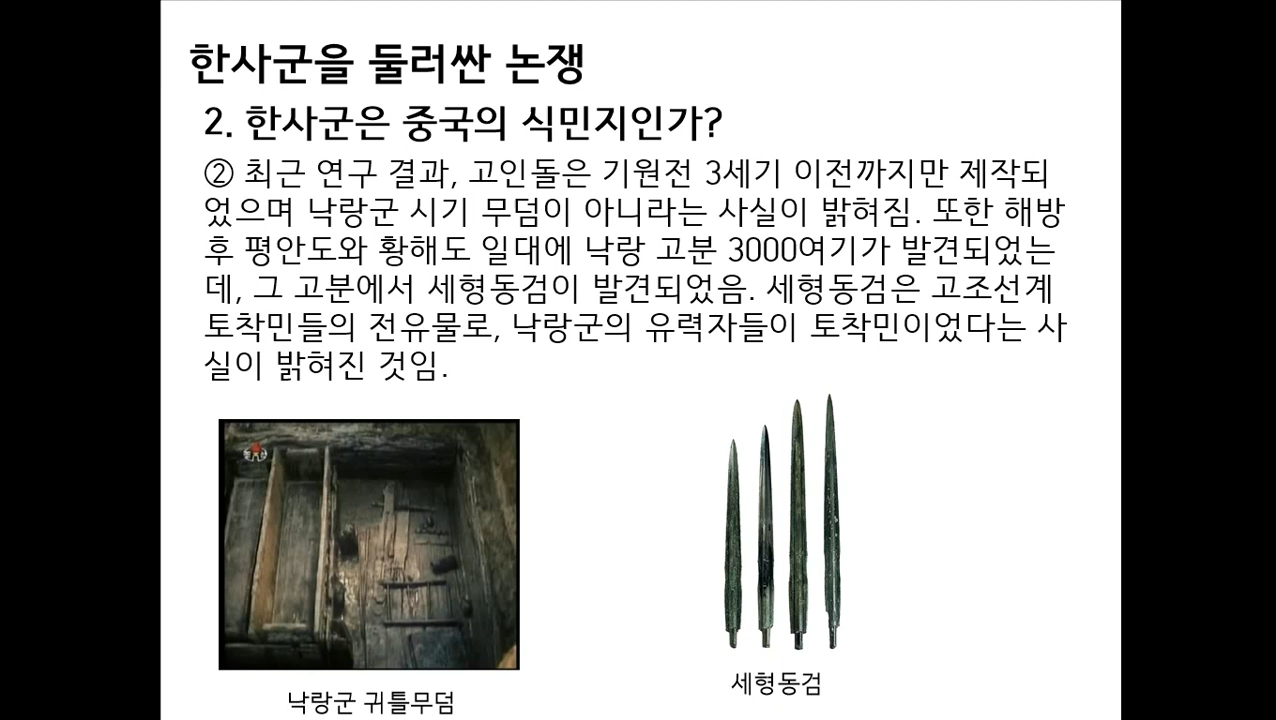 한사군을 둘러싼 논쟁
2. 한사군은 중국의 식민지인가?
② 최근 연구 결과, 고인돌은 기원전 3세기 이전까지만 제작되
었으며 낙랑군 시기 무덤이 아니라는 사실이 밝혀짐. 또한 해방
후 평안도와 황해도 일대에 낙랑 고분 3000여기가 발견되었는
데, 그 고분에서 세형동검이 발견되었음. 세형동검은 고조선계
토착민들의 전유물로, 낙랑군의 유력자들이 토착민이었다는 사
실이 밝혀진 것임.
낙랑군 귀틀무덤
세형동검